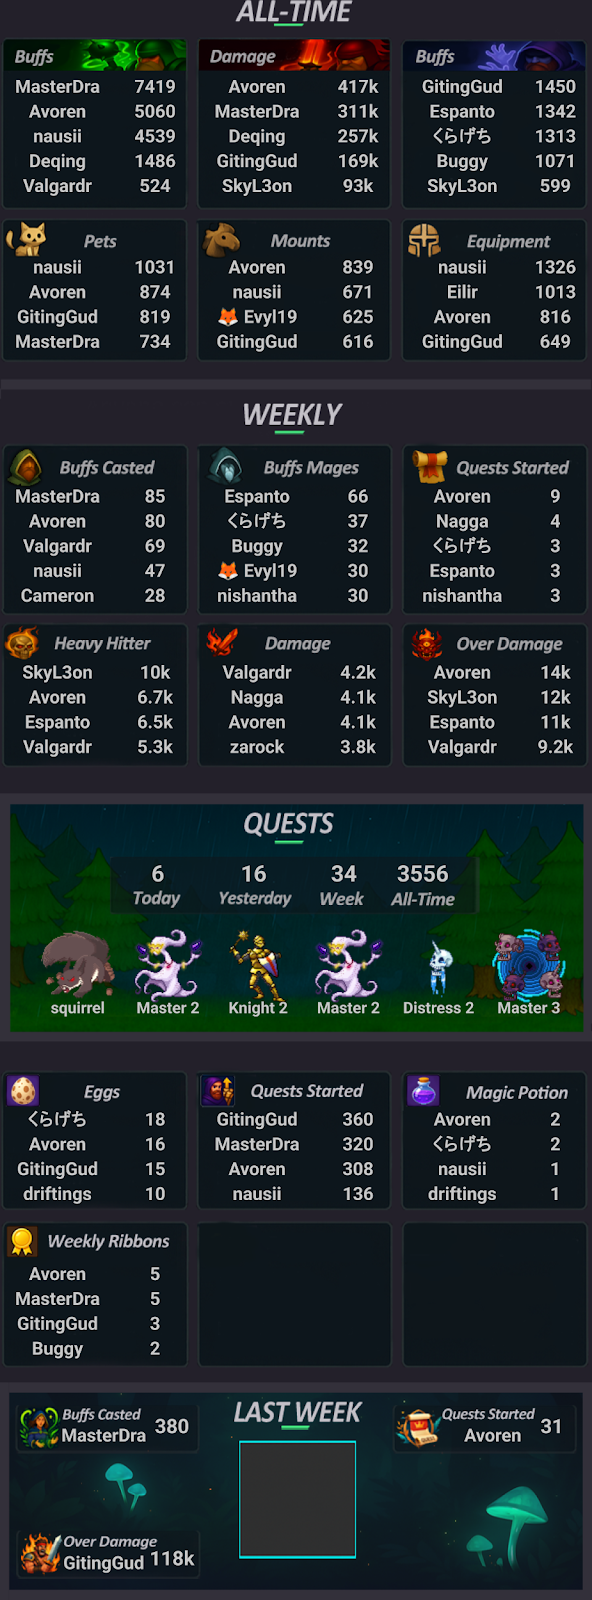 ALL-TIME
Buffs
MasterDra 7419
Avoren 5060
nausii 4539
Deqing 1486
Valgardr 524
Damage
Avoren 417k
MasterDra 311k
Deqing 257k
GitingGud 169k
SkyL3on 93k
Buffs
GitingGud 1450
Espanto 1342
くらげち 1313
Buggy 1071
SkyL3on 599
Pets
nausii 1031
Avoren 874
GitingGud 819
MasterDra 734
Mounts
Avoren 839
nausii 671
🦊 Evyl19 625
GitingGud 616
Equipment
nausii 1326
Eilir 1013
Avoren 816
GitingGud 649
WEEKLY
Buffs Casted
MasterDra 85
Avoren 80
Valgardr 69
nausii 47
Cameron 28
Buffs Mages
Espanto 66
くらげち 37
Buggy 32
🦊 Evyl19 30
nishantha 30
Quests Started
Avoren 9
Nagga 4
くらげち 3
Espanto 3
nishantha 3
Heavy Hitter
SkyL3on 10k
Avoren 6.7k
Espanto 6.5k
Valgardr 5.3k
Damage
Valgardr 4.2k
Nagga 4.1k
Avoren 4.1k
zarock 3.8k
Over Damage
Avoren 14k
SkyL3on 12k
Espanto 11k
Valgardr 9.2k
QUESTS
6 16 34 3556
Today Yesterday Week All-Time
squirrel Master 2 Knight 2 Master 2 Distress 2 Master 3
Eggs
くらげち 18
Avoren 16
GitingGud 15
driftings 10
Quests Started
GitingGud 360
MasterDra 320
Avoren 308
nausii 136
Magic Potion
Avoren 2
くらげち 2
nausii 1
driftings 1
Weekly Ribbons
Avoren 5
MasterDra 5
GitingGud 3
Buggy 2
LAST WEEK
Buffs Casted
MasterDra 380
Quests Started
Avoren 31
Over Damage
GitingGud 118k